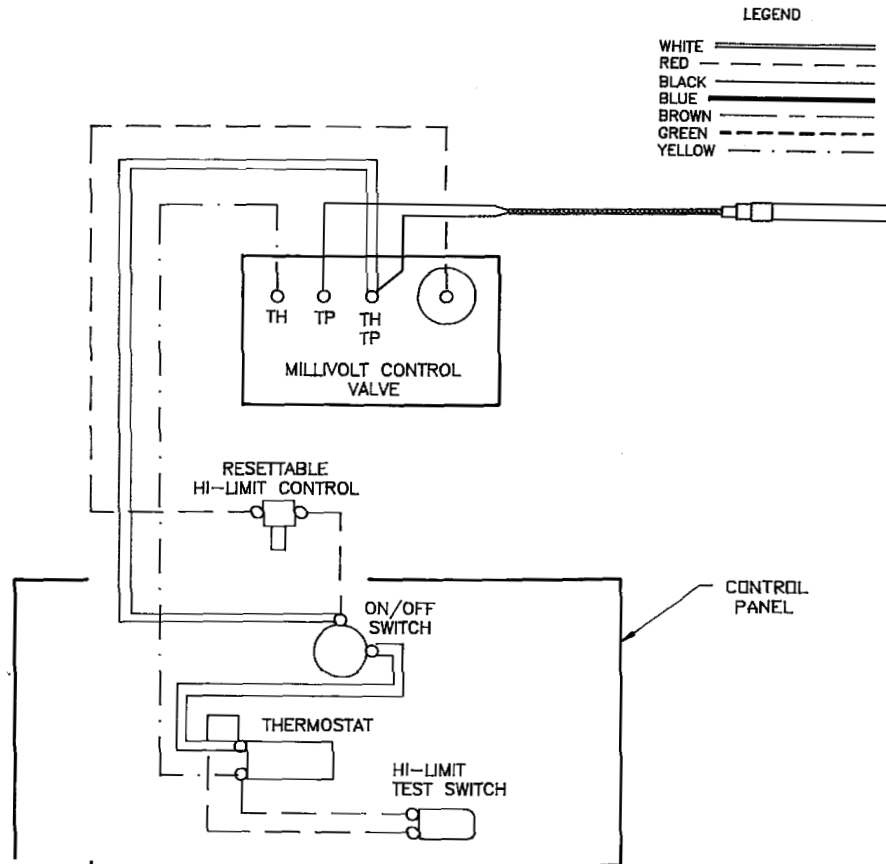 LEGEND
WHITE
RED
BLACK
BLUE
BROWN
GREEN
YELLOW
TH
TP
TH
TP
MILLIVOLT CONTROL
VALVE
RESETTABLE
HI-LIMIT CONTROL
CONTROL
PANEL
ON/OFF
SWITCH
THERMOSTAT
HI-LIMIT
TEST SWITCH